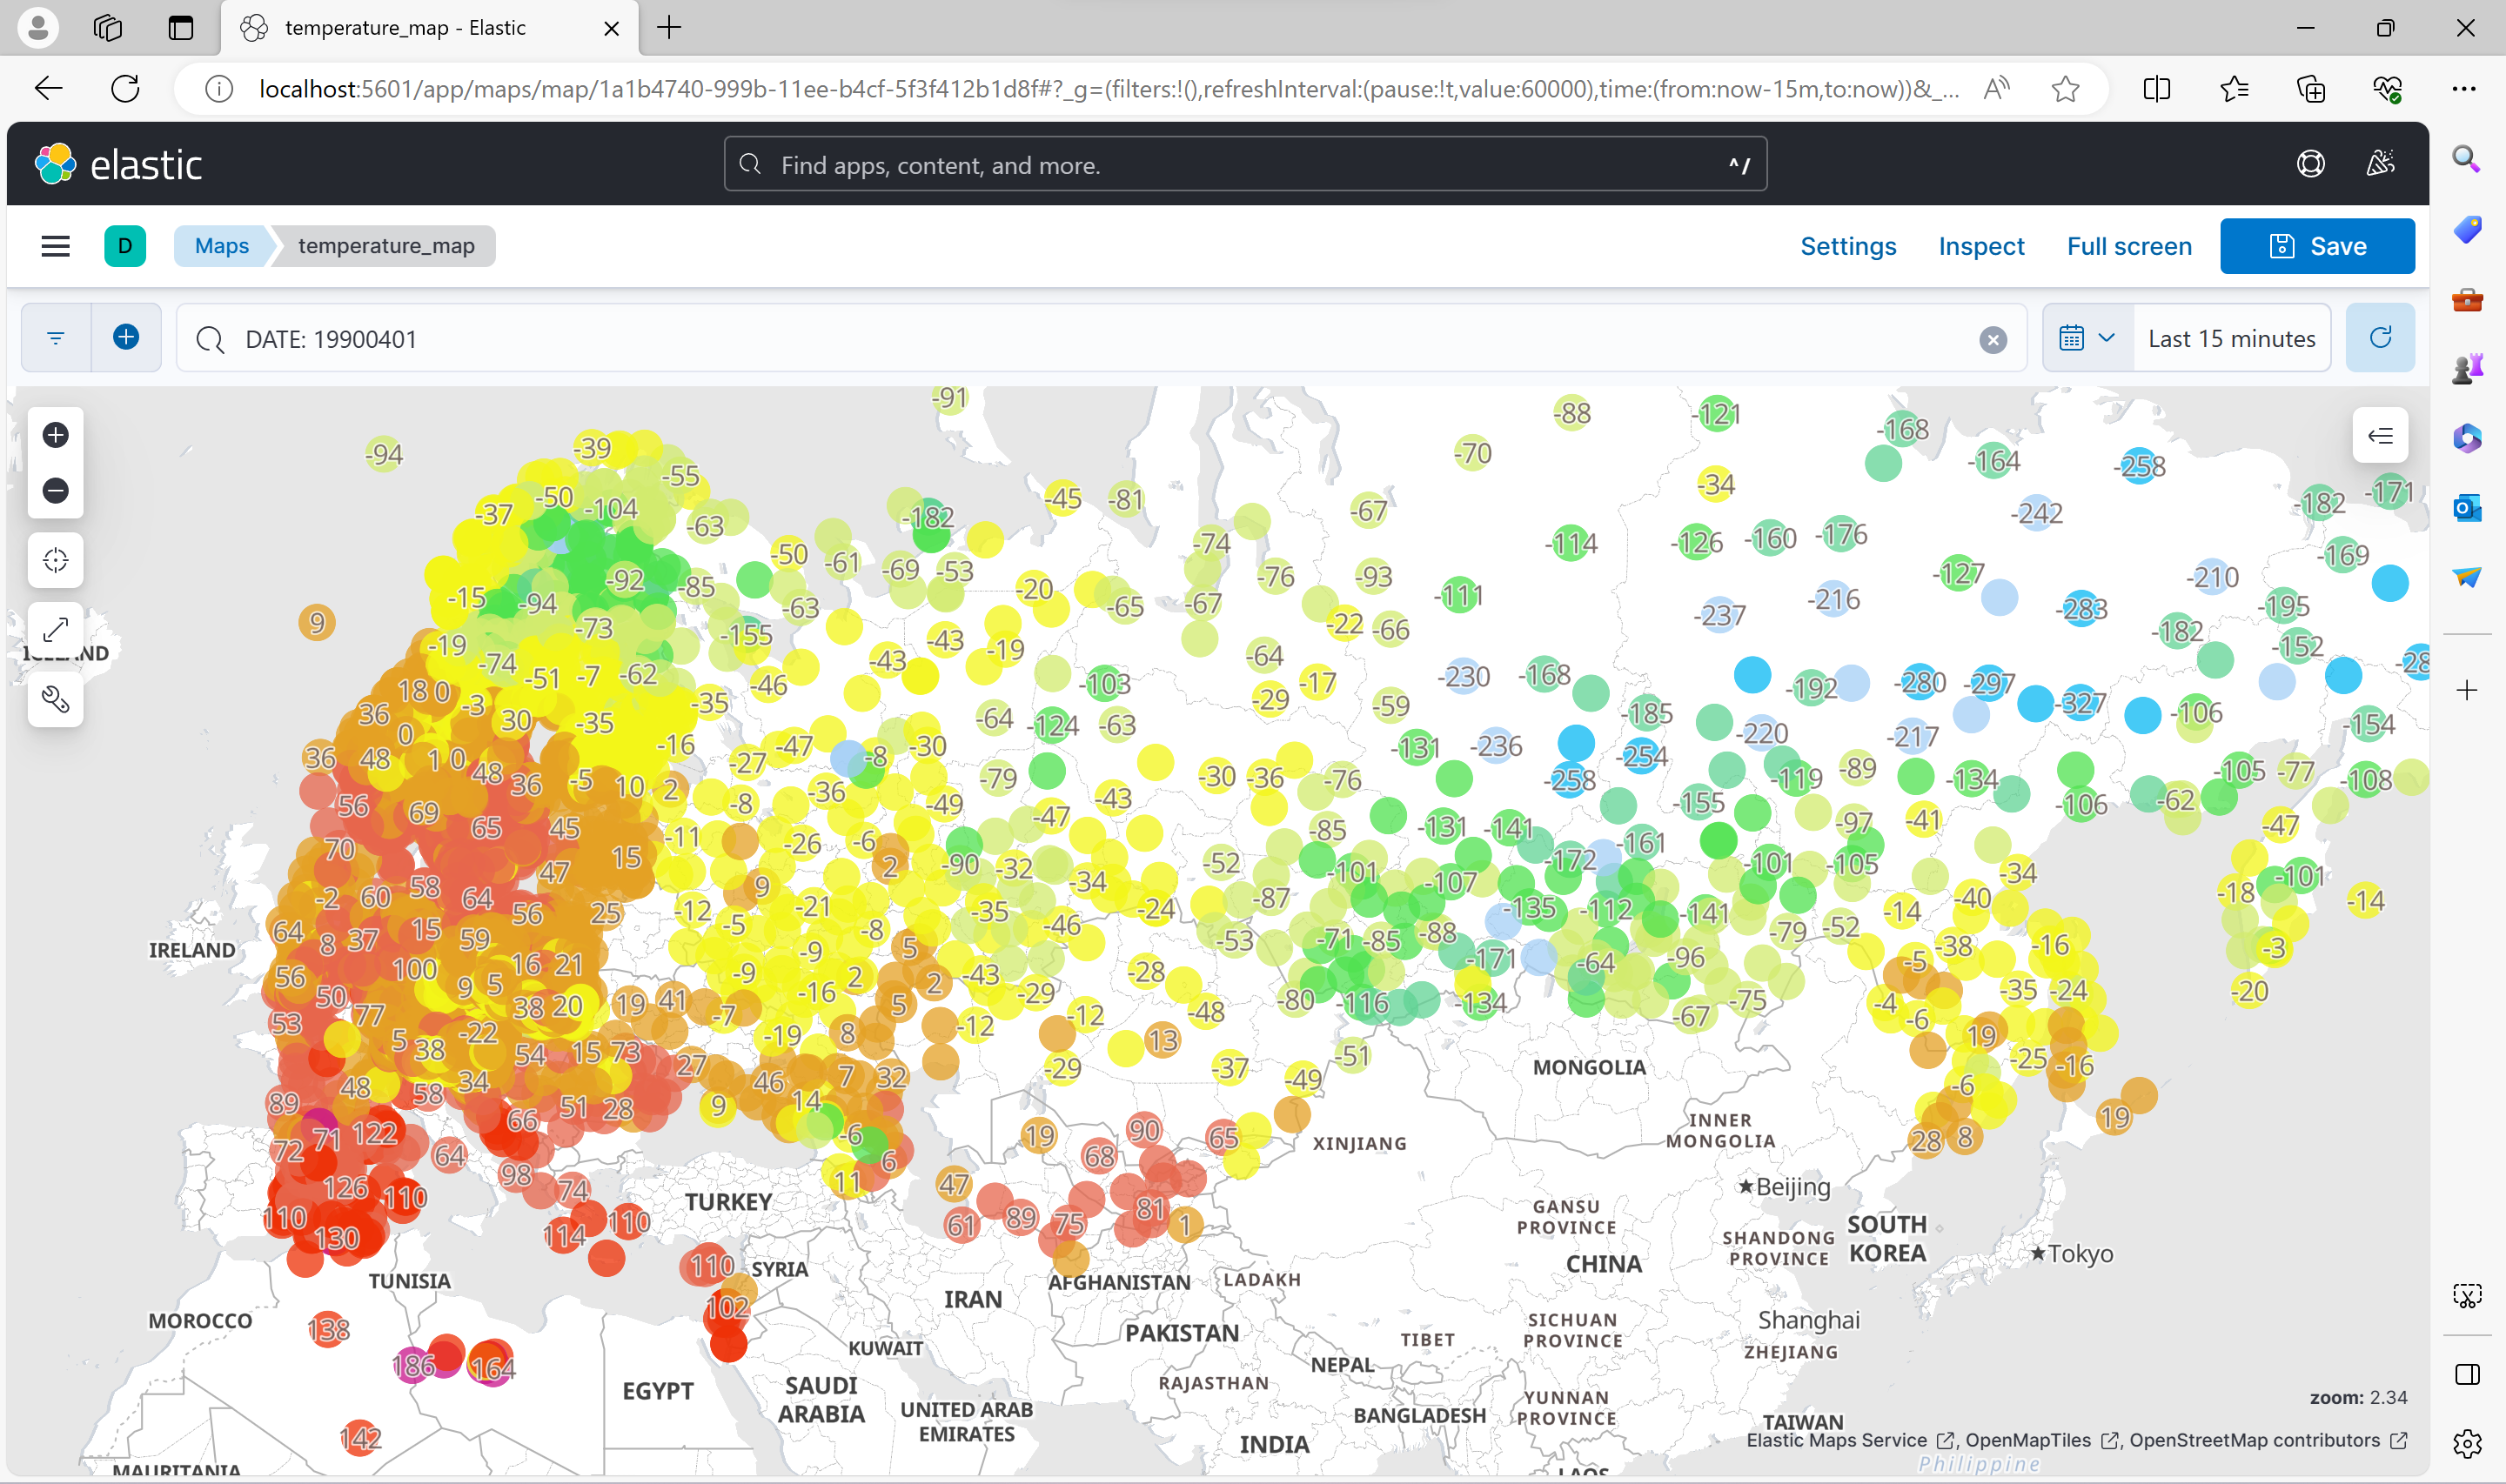 temperature_map - Elastic
localhost:5601/app/maps/map/1a1b4740-999b-11ee-b4cf-5f3f412b1d8f#?_g=(filters:!(),refreshInterval:(pause:!t,value:60000),time:(from:now-15m,to:now))&_...
elastic
Find apps, content, and more.
^/
D
Maps
temperature_map
Settings
Inspect
Full screen
Save
DATE: 19900401
Last 15 minutes
-91
-88 -121
-168
-94 -39 -70 -164 -258
-55 -34 -171
-50 -104 -45 -81 -67 -182
-37 -63 -182 -242
-50 -61 -74 -114 -126 -160 -176 -169
-92 -85 -69 -53 -20 -76 -93 -111 -127 -210
-15 -94 -63 -65 -67 -237 -216 -283 -195
9 -73 -155 -43 -22 -66 -182
-19 -19 -152
-74 -51 -7 -62 -43 -64 -28
18 0 -46 -103 -29 -17 -230 -168 -192 -280 -297
36 -3 30 -35 -35 -64 -124 -63 -59 -185 -327 -106
0 -154
36 48 1 0 -16 -27 -47 -8 -30 -131 -236 -254 -220 -217
48 36 -5 10 2 -36 -79 -30 -36 -76 -258 -119 -89 -134 -105 -77 -108
56 69 -8 -49 -43 -155 -106 -62
65 45 -11 -26 -6 -47 -85 -131 -141 -161 -97 -41 -47
70 47 15 2 -90 -32 -52 -101 -172 -101 -105 -34
-2 60 58 64 9 -34 -87 -107 -40 -18 -101
64 56 25 -12 -5 -21 -8 -35 -46 -24 -135 -112 -141 -14 -14
8 37 15 59 -9 5 -53 -71 -85 -88 -79 -52 -38 -16 -3
56 100 16 21 -9 2 2 -43 -28 -171 -64 -96 -5
50 9 5 38 20 19 41 -16 5 -29 -80 -116 -134 -75 -4 -35 -24 -20
53 77 -7 -12 -12 -48 -67 -6
5 38 -22 54 15 73 -19 8 13 -51 19 -25 -16
48 58 34 27 46 7 32 -29 -37 -49 -6
89 66 51 28 9 14 19 90 65 19
72 71 122 64 -6 68 28 8
126 110 98 74 11 6 47 81
110 130 114 110 61 89 75 1
110
102
138
186 164
142
ICELAND
IRELAND
MONGOLIA
INNER
MONGOLIA
XINJIANG
TURKEY
Beijing
GANSU
PROVINCE
SOUTH
KOREA
SHANDONG
PROVINCE
Tokyo
SYRIA
CHINA
TUNISIA
AFGHANISTAN
LADAKH
IRAN
MOROCCO
PAKISTAN
SICHUAN
PROVINCE
Shanghai
TIBET
KUWAIT
ZHEJIANG
NEPAL
EGYPT
SAUDI
ARABIA
RAJASTHAN
YUNNAN
PROVINCE
UNITED ARAB
EMIRATES
BANGLADESH
TAIWAN
INDIA
MAURITANIA
LAOS
Philippine
zoom: 2.34
Elastic Maps Service , OpenMapTiles , OpenStreetMap contributors